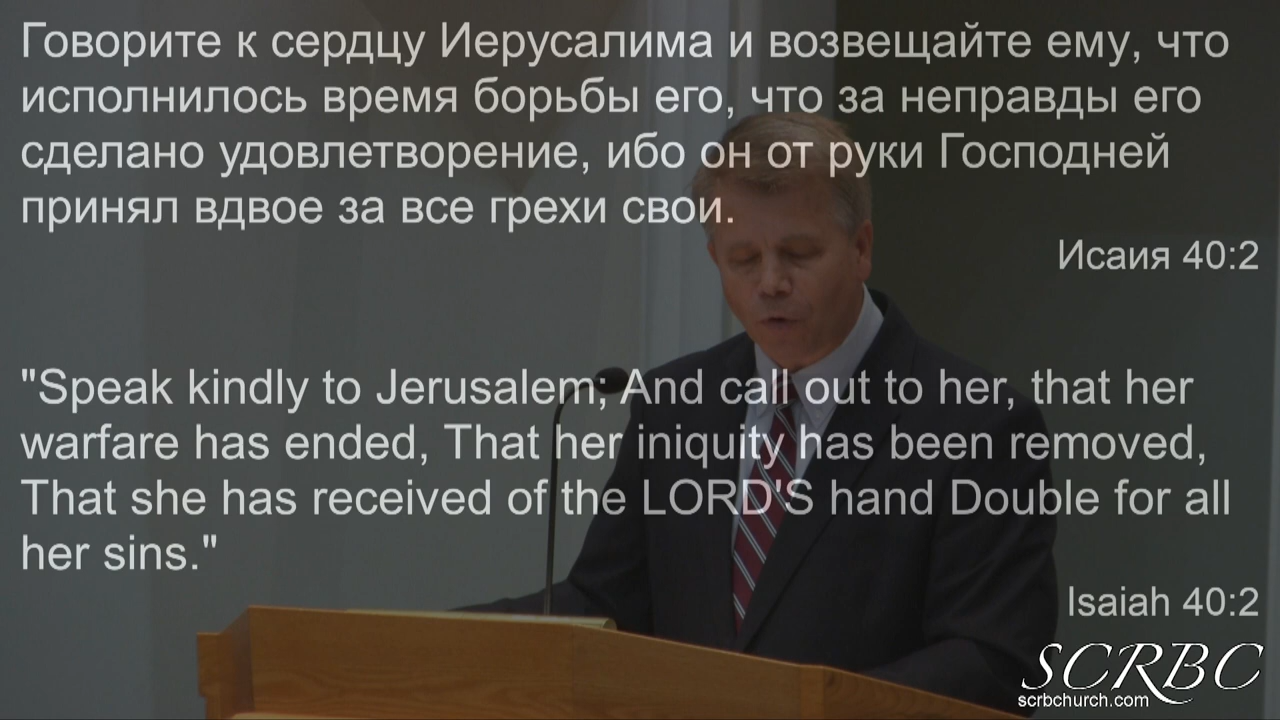 Говорите к сердцу Иерусалима и возвещайте ему, что
исполнилось время борьбы его, что за неправды его
сделано удовлетворение, ибо он от руки Господней
принял вдвое за все грехи свои.
Исаия 40:2
"Speak kindly to Jerusalem; And call out to her, that her
warfare has ended, That her iniquity has been removed,
That she has received of the LORD'S hand Double for all
her sins."
Isaiah 40:2
SCRBC
scrbchurch.com